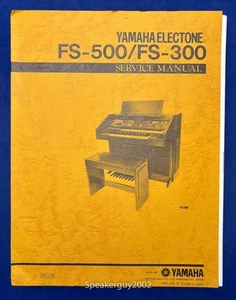 YAMAHA ELECTONE
FS-500/FS-300
SERVICE MANUAL
YAMAHA
Speakerguy2002